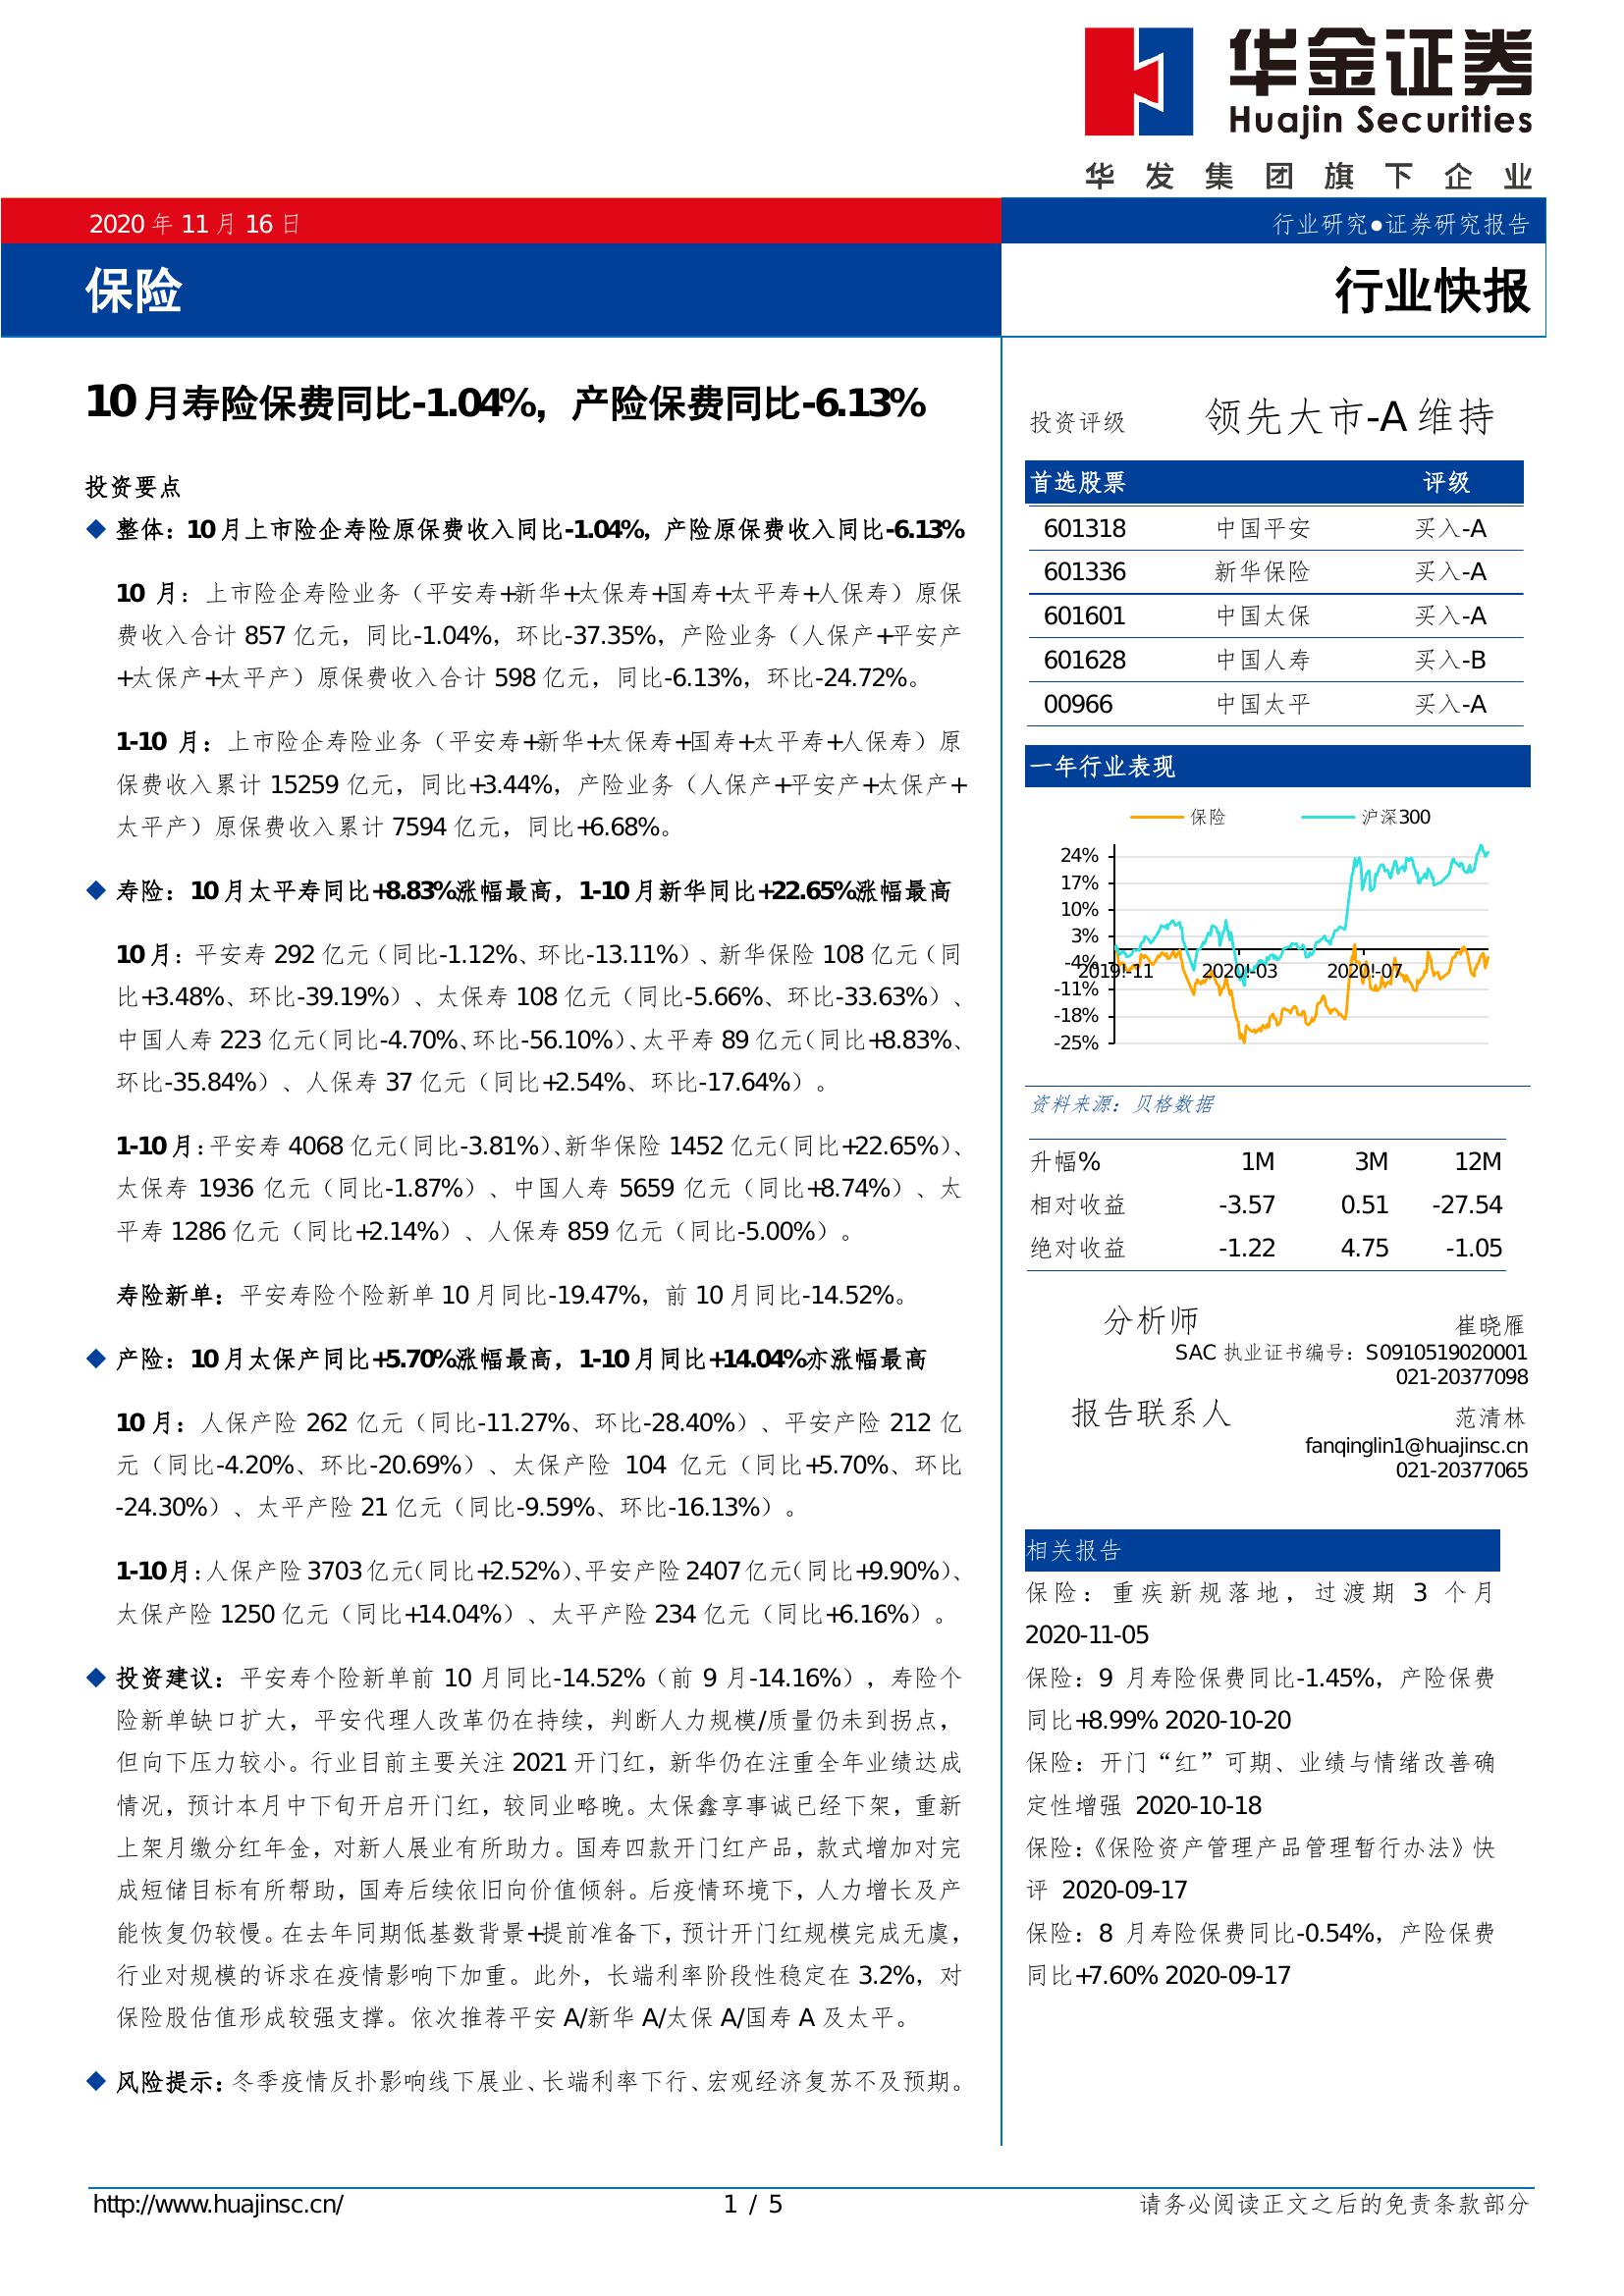 华金证券
Huajin Securities
华发集团旗下企业
2020 年 11 月 16 日
行业研究●证券研究报告
保险
行业快报
10 月寿险保费同比-1.04%，产险保费同比-6.13%
投资要点
◆ 整体：10 月上市险企寿险原保费收入同比-1.04%，产险原保费收入同比-6.13%
10 月：上市险企寿险业务（平安寿+新华+太保寿+国寿+太平寿+人保寿）原保
费收入合计 857 亿元，同比-1.04%，环比-37.35%，产险业务（人保产+平安产
+太保产+太平产）原保费收入合计 598 亿元，同比-6.13%，环比-24.72%。
1-10 月：上市险企寿险业务（平安寿+新华+太保寿+国寿+太平寿+人保寿）原
保费收入累计 15259 亿元，同比+3.44%，产险业务（人保产+平安产+太保产+
太平产）原保费收入累计 7594 亿元，同比+6.68%。
◆ 寿险：10 月太平寿同比+8.83%涨幅最高，1-10 月新华同比+22.65%涨幅最高
10 月：平安寿 292 亿元（同比-1.12%、环比-13.11%）、新华保险 108 亿元（同
比+3.48%、环比-39.19%）、太保寿 108 亿元（同比-5.66%、环比-33.63%）、
中国人寿 223 亿元（同比-4.70%、环比-56.10%）、太平寿 89 亿元（同比+8.83%、
环比-35.84%）、人保寿 37 亿元（同比+2.54%、环比-17.64%）。
1-10 月：平安寿 4068 亿元（同比-3.81%）、新华保险 1452 亿元（同比+22.65%）、
太保寿 1936 亿元（同比-1.87%）、中国人寿 5659 亿元（同比+8.74%）、太
平寿 1286 亿元（同比+2.14%）、人保寿 859 亿元（同比-5.00%）。
寿险新单：平安寿险个险新单 10 月同比-19.47%，前 10 月同比-14.52%。
◆ 产险：10 月太保产同比+5.70%涨幅最高，1-10 月同比+14.04%亦涨幅最高
10 月：人保产险 262 亿元（同比-11.27%、环比-28.40%）、平安产险 212 亿
元（同比-4.20%、环比-20.69%）、太保产险 104 亿元（同比+5.70%、环比
-24.30%）、太平产险 21 亿元（同比-9.59%、环比-16.13%）。
1-10 月：人保产险 3703 亿元（同比+2.52%）、平安产险 2407 亿元（同比+9.90%）、
太保产险 1250 亿元（同比+14.04%）、太平产险 234 亿元（同比+6.16%）。
◆ 投资建议：平安寿个险新单前 10 月同比-14.52%（前 9 月-14.16%），寿险个
险新单缺口扩大，平安代理人改革仍在持续，判断人力规模/质量仍未到拐点，
但向下压力较小。行业目前主要关注 2021 开门红，新华仍在注重全年业绩达成
情况，预计本月中下旬开启开门红，较同业略晚。太保鑫享事诚已经下架，重新
上架月缴分红年金，对新人展业有所助力。国寿四款开门红产品，款式增加对完
成短储目标有所帮助，国寿后续依旧向价值倾斜。后疫情环境下，人力增长及产
能恢复仍较慢。在去年同期低基数背景+提前准备下，预计开门红规模完成无虞，
行业对规模的诉求在疫情影响下加重。此外，长端利率阶段性稳定在 3.2%，对
保险股估值形成较强支撑。依次推荐平安 A/新华 A/太保 A/国寿 A 及太平。
◆ 风险提示：冬季疫情反扑影响线下展业、长端利率下行、宏观经济复苏不及预期。
投资评级 领先大市-A 维持
首选股票 评级
601318 中国平安 买入-A
601336 新华保险 买入-A
601601 中国太保 买入-A
601628 中国人寿 买入-B
00966 中国太平 买入-A
一年行业表现
保险 沪深300
24%
17%
10%
3%
-4%
2019!-11 2020!-03 2020!-07
-11%
-18%
-25%
资料来源：贝格数据
升幅% 1M 3M 12M
相对收益 -3.57 0.51 -27.54
绝对收益 -1.22 4.75 -1.05
分析师 崔晓雁
SAC 执业证书编号：S0910519020001
021-20377098
报告联系人 范清林
fanqinglin1@huajinsc.cn
021-20377065
相关报告
保险：重疾新规落地，过渡期 3 个月
2020-11-05
保险：9 月寿险保费同比-1.45%，产险保费
同比+8.99% 2020-10-20
保险：开门“红”可期、业绩与情绪改善确
定性增强 2020-10-18
保险：《保险资产管理产品管理暂行办法》快
评 2020-09-17
保险：8 月寿险保费同比-0.54%，产险保费
同比+7.60% 2020-09-17
http://www.huajinsc.cn/
1 / 5
请务必阅读正文之后的免责条款部分